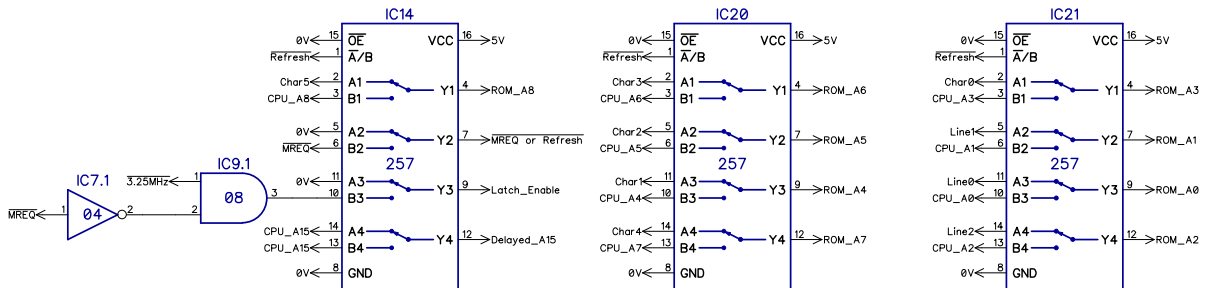 IC14
0V 15 OE VCC 16 5V
Refresh 1 A/B
Char5 2 A1 Y1 4 ROM_A8
CPU_A8 3 B1
0V 5 A2 Y2 7 MREQ or Refresh
MREQ 6 B2
257
0V 11 A3 Y3 9 Latch_Enable
10 B3
CPU_A15 14 A4 Y4 12 Delayed_A15
CPU_A15 13 B4
0V 8 GND
IC7.1
MREQ 1 04 2
IC9.1
3.25MHz 1 08 3
2
IC20
0V 15 OE VCC 16 5V
Refresh 1 A/B
Char3 2 A1 Y1 4 ROM_A6
CPU_A6 3 B1
Char2 5 A2 Y2 7 ROM_A5
CPU_A5 6 B2
257
Char1 11 A3 Y3 9 ROM_A4
CPU_A4 10 B3
Char4 14 A4 Y4 12 ROM_A7
CPU_A7 13 B4
0V 8 GND
IC21
0V 15 OE VCC 16 5V
Refresh 1 A/B
Char0 2 A1 Y1 4 ROM_A3
CPU_A3 3 B1
Line1 5 A2 Y2 7 ROM_A1
CPU_A1 6 B2
257
Line0 11 A3 Y3 9 ROM_A0
CPU_A0 10 B3
Line2 14 A4 Y4 12 ROM_A2
CPU_A2 13 B4
0V 8 GND